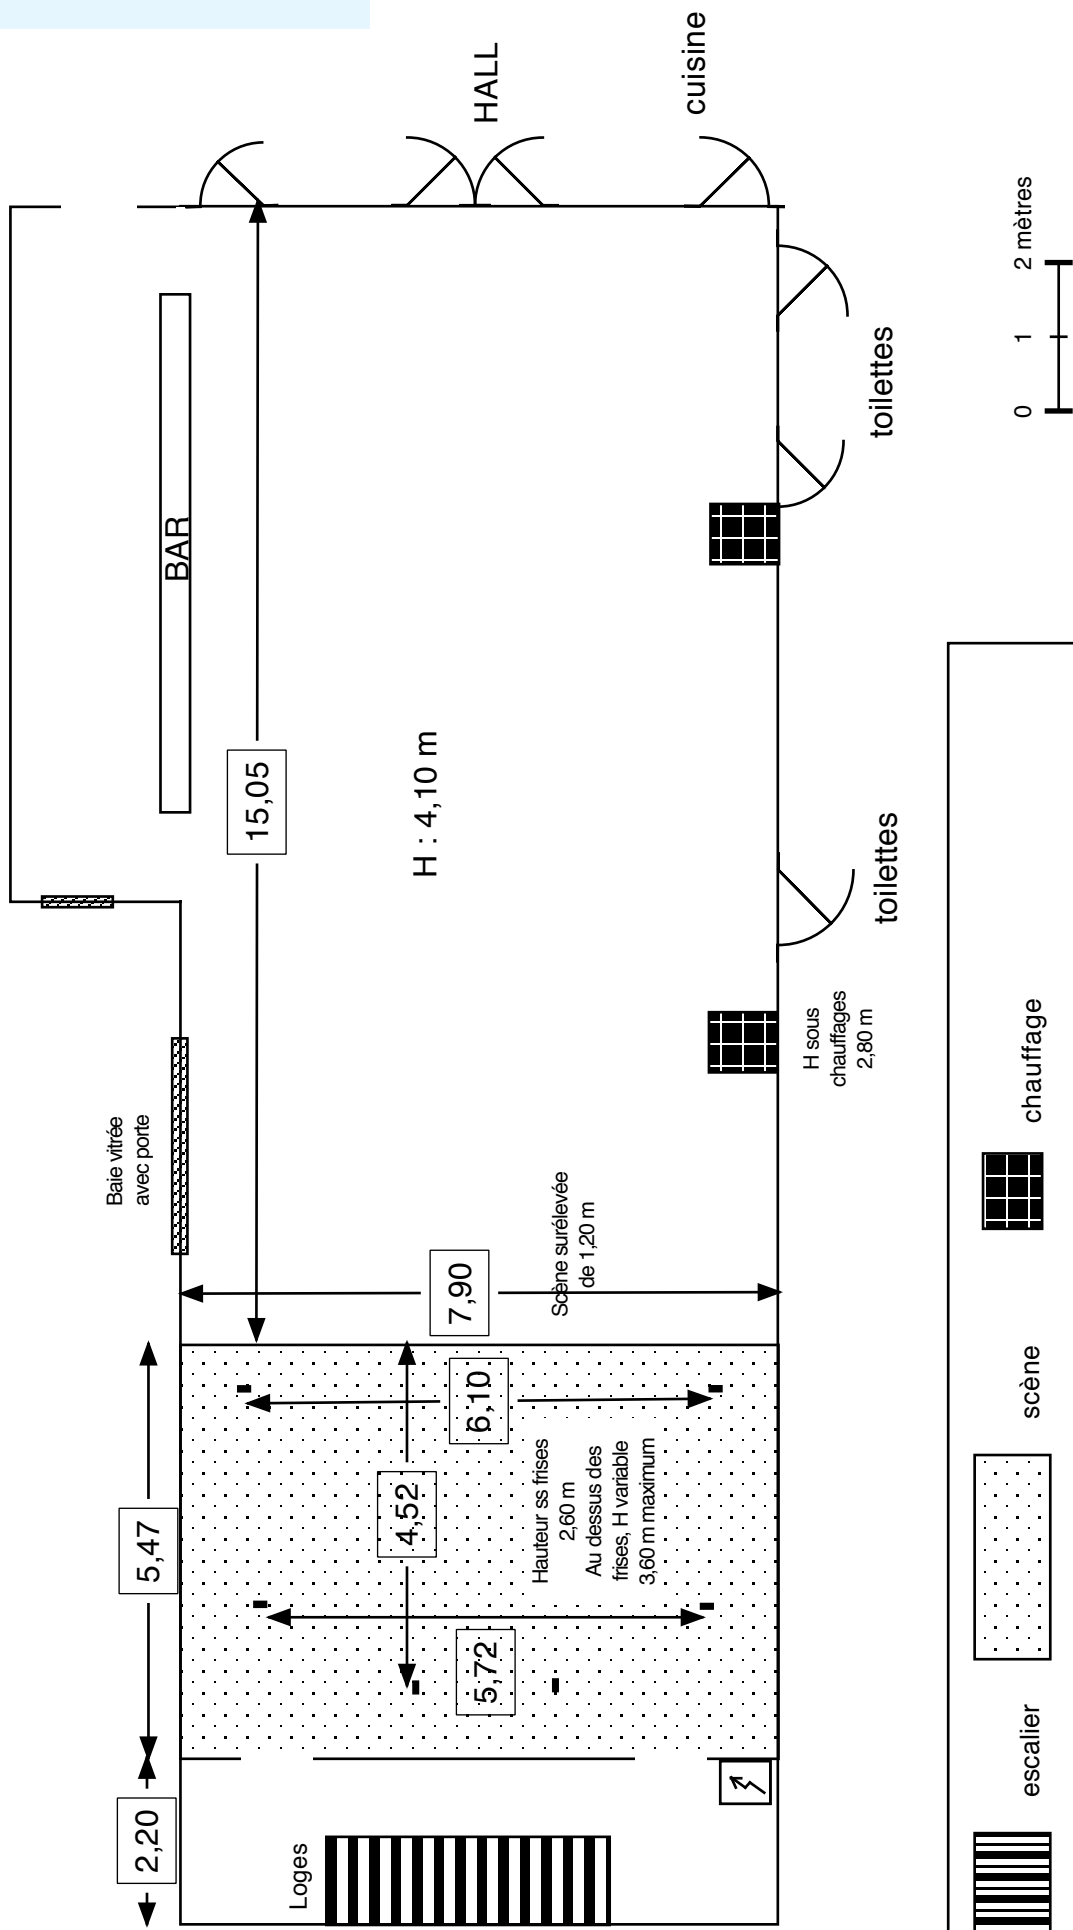 HALL
cuisine
BAR
15,05
H : 4,10 m
toilettes
toilettes
0 1 2 mètres
Baie vitrée
avec porte
H sous
chauffages
2,80 m
Scène surélevée
de 1,20 m
7,90
6,10
4,52
5,47
5,72
Hauteur ss frises
2,60 m
Au dessus des
frises, H variable
3,60 m maximum
2,20
Loges
escalier
scène
chauffage